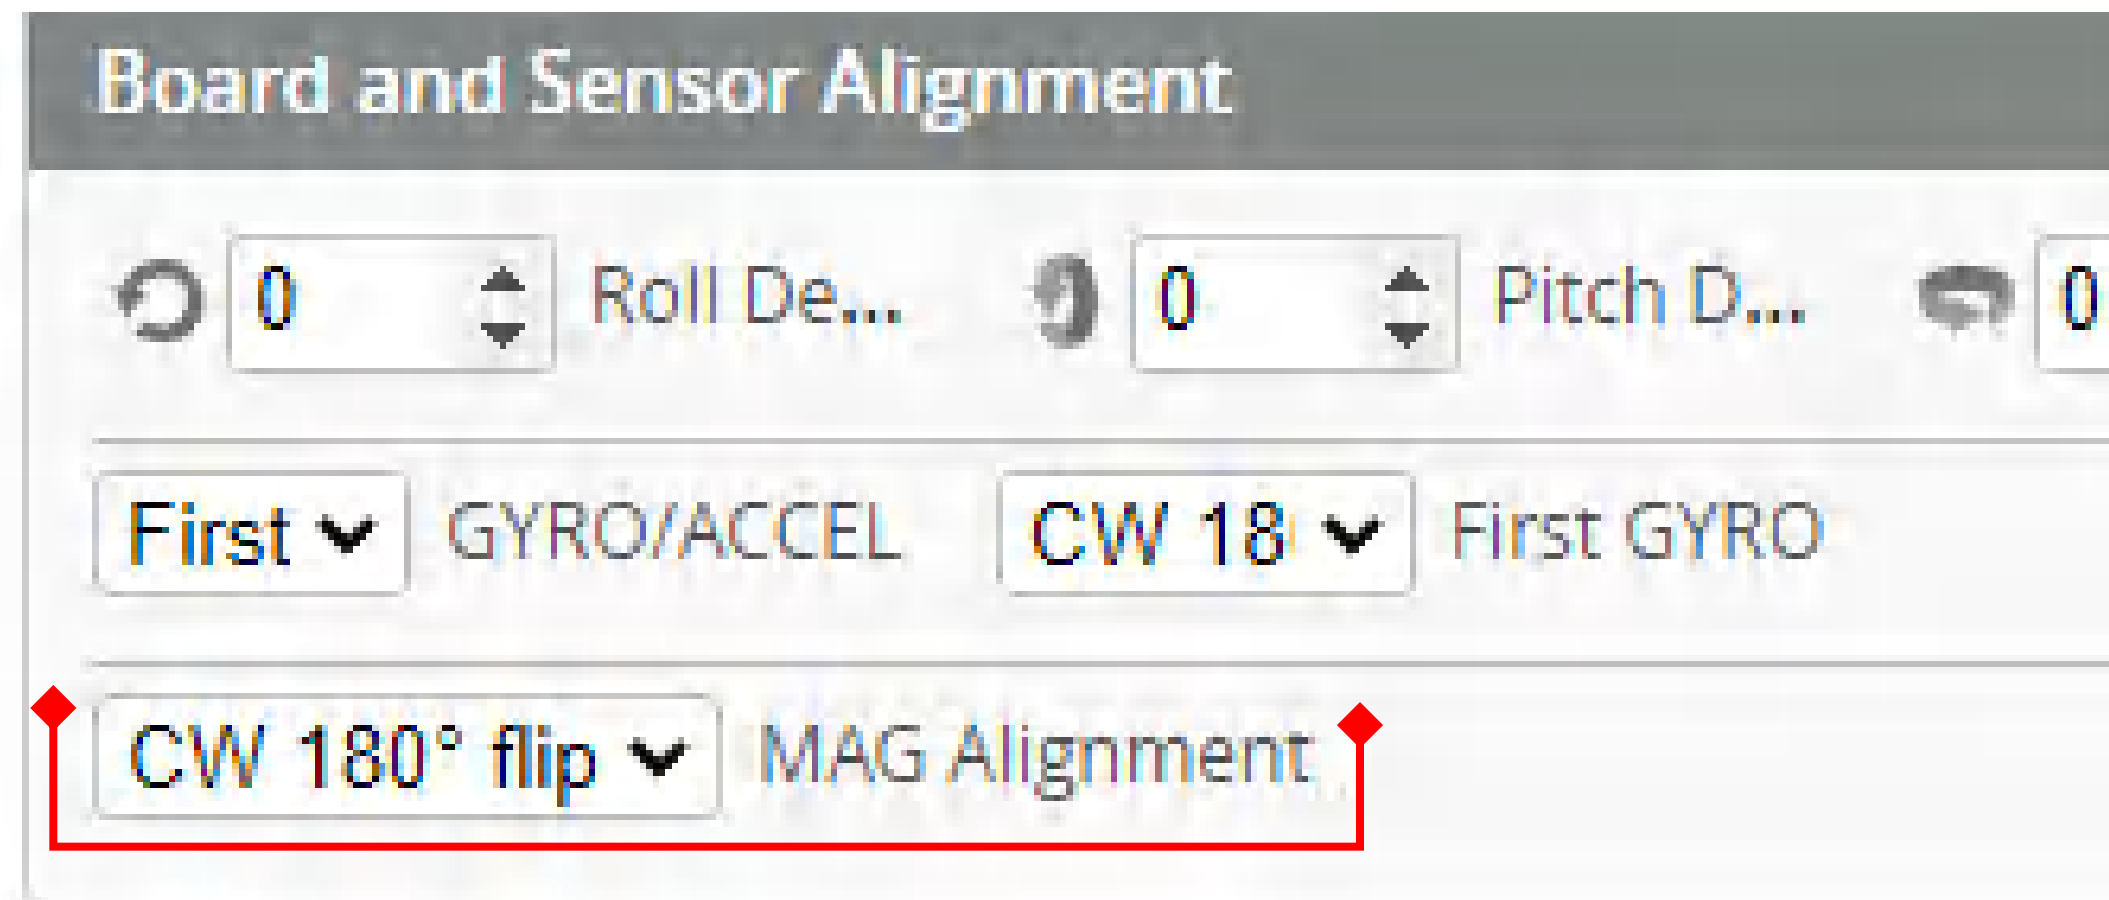 Board and Sensor Alignment
0 Roll De... 0 Pitch D... 0
First GYRO/ACCEL CW 18 First GYRO
CW 180° flip MAG Alignment